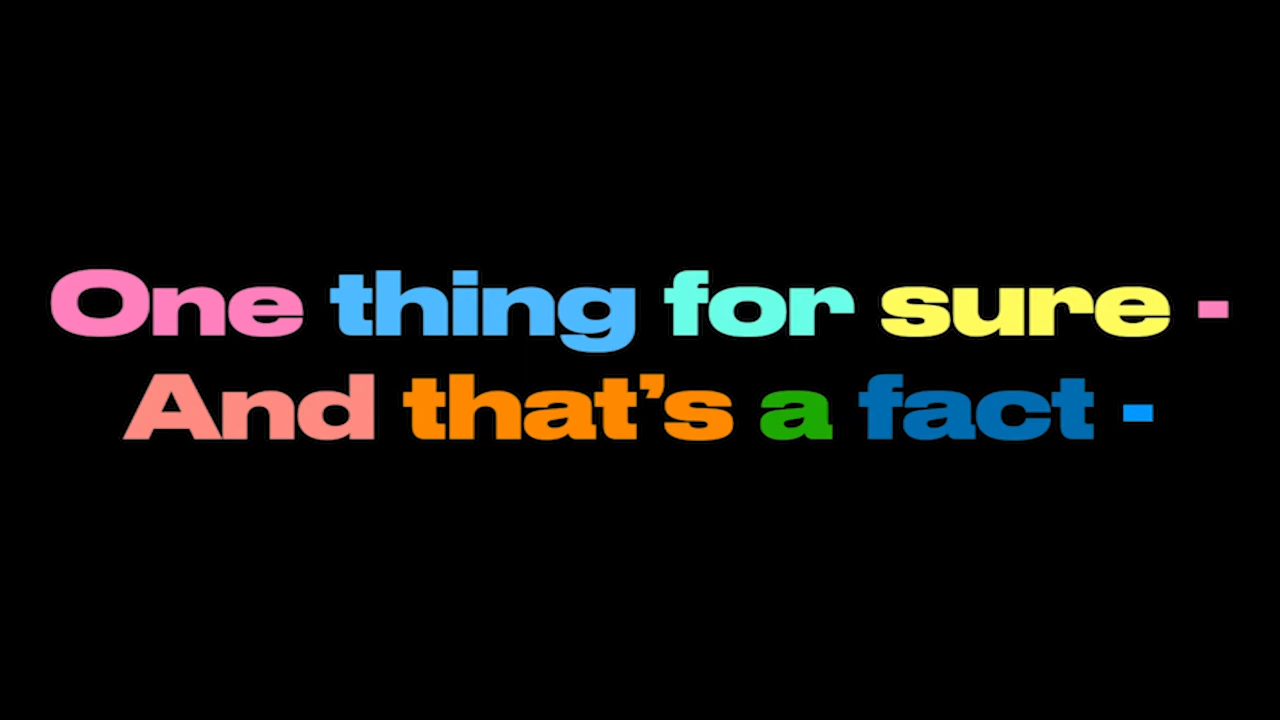 One thing for sure -
And that’s a fact -